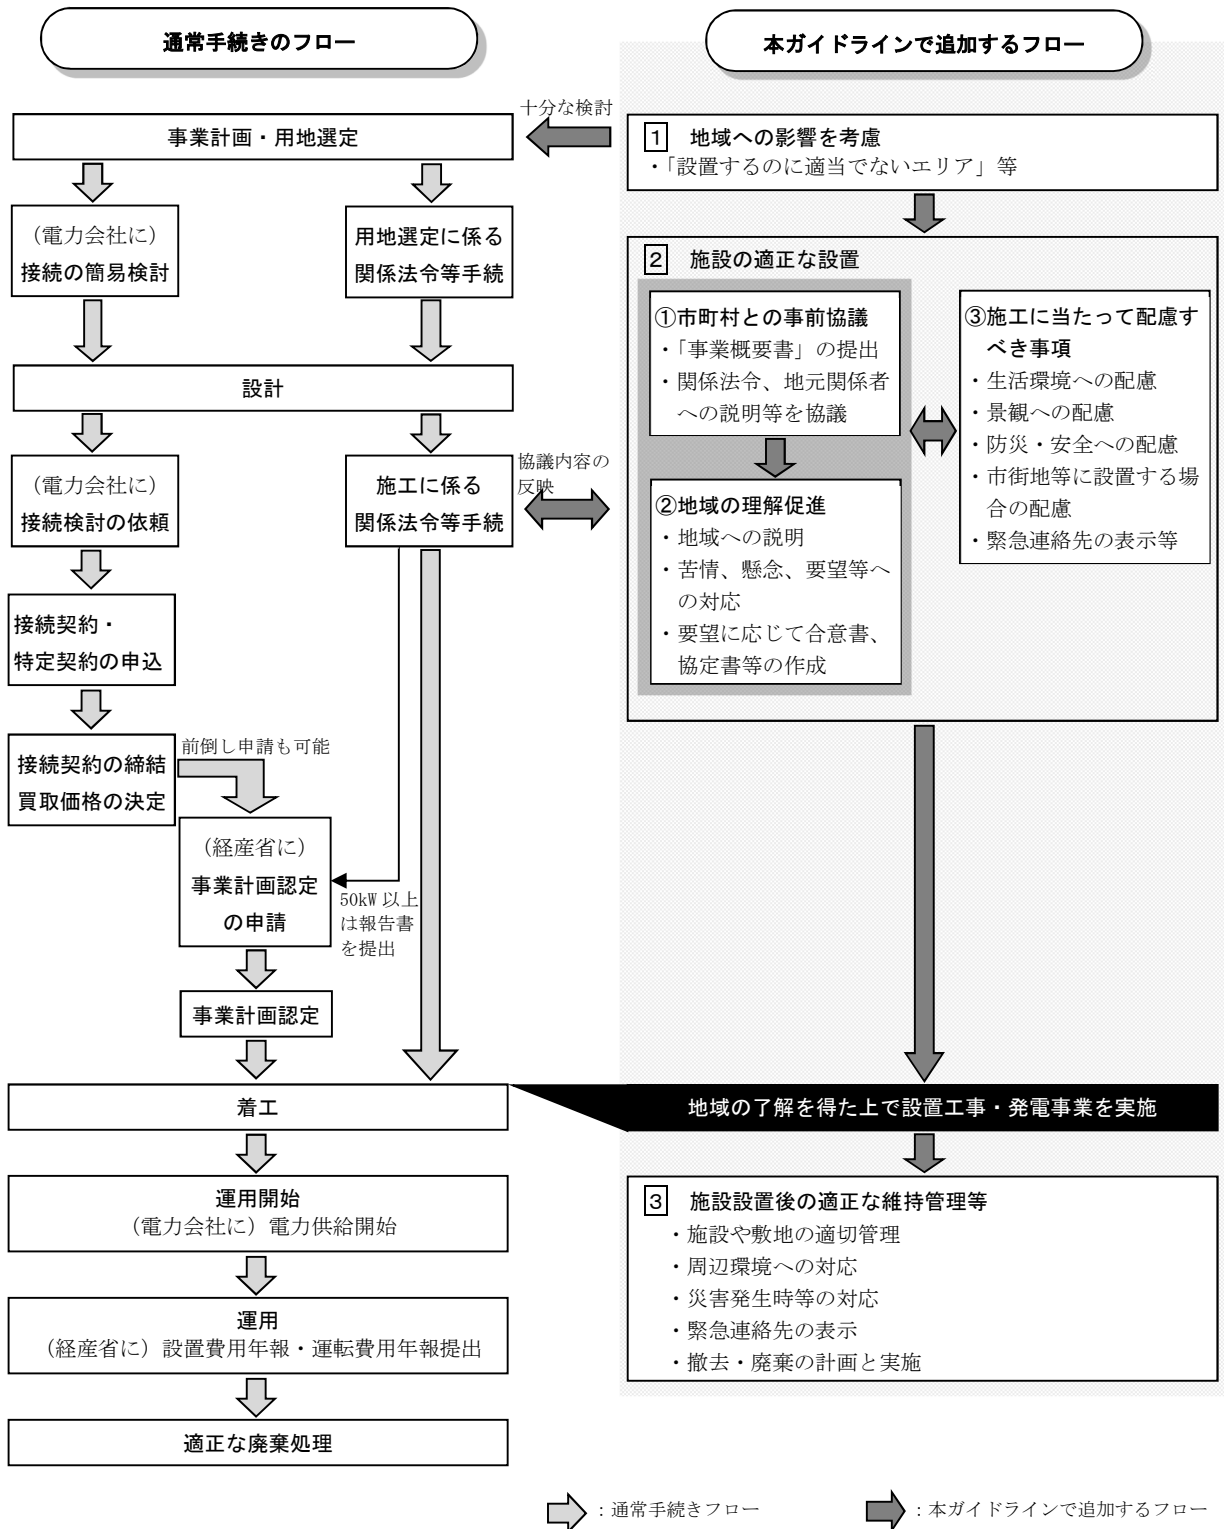 通常手続きのフロー
本ガイドラインで追加するフロー
事業計画・用地選定
十分な検討
1 地域への影響を考慮
・「設置するのに適当でないエリア」等
(電力会社に)
接続の簡易検討
用地選定に係る
関係法令等手続
2 施設の適正な設置
①市町村との事前協議
・「事業概要書」の提出
・関係法令、地元関係者
への説明等を協議
③施工に当たって配慮す
べき事項
・生活環境への配慮
・景観への配慮
・防災・安全への配慮
・市街地等に設置する場
合の配慮
・緊急連絡先の表示等
設計
(電力会社に)
接続検討の依頼
施工に係る
関係法令等手続
協議内容の
反映
②地域の理解促進
・地域への説明
・苦情、懸念、要望等へ
の対応
・要望に応じて合意書、
協定書等の作成
接続契約・
特定契約の申込
接続契約の締結
買取価格の決定
前倒し申請も可能
(経産省に)
事業計画認定
の申請
50kW 以上
は報告書
を提出
事業計画認定
着工
地域の了解を得た上で設置工事・発電事業を実施
運用開始
(電力会社に)電力供給開始
3 施設設置後の適正な維持管理等
・施設や敷地の適切管理
・周辺環境への対応
・災害発生時等の対応
・緊急連絡先の表示
・撤去・廃棄の計画と実施
運用
(経産省に)設置費用年報・運転費用年報提出
適正な廃棄処理
:通常手続きフロー
:本ガイドラインで追加するフロー